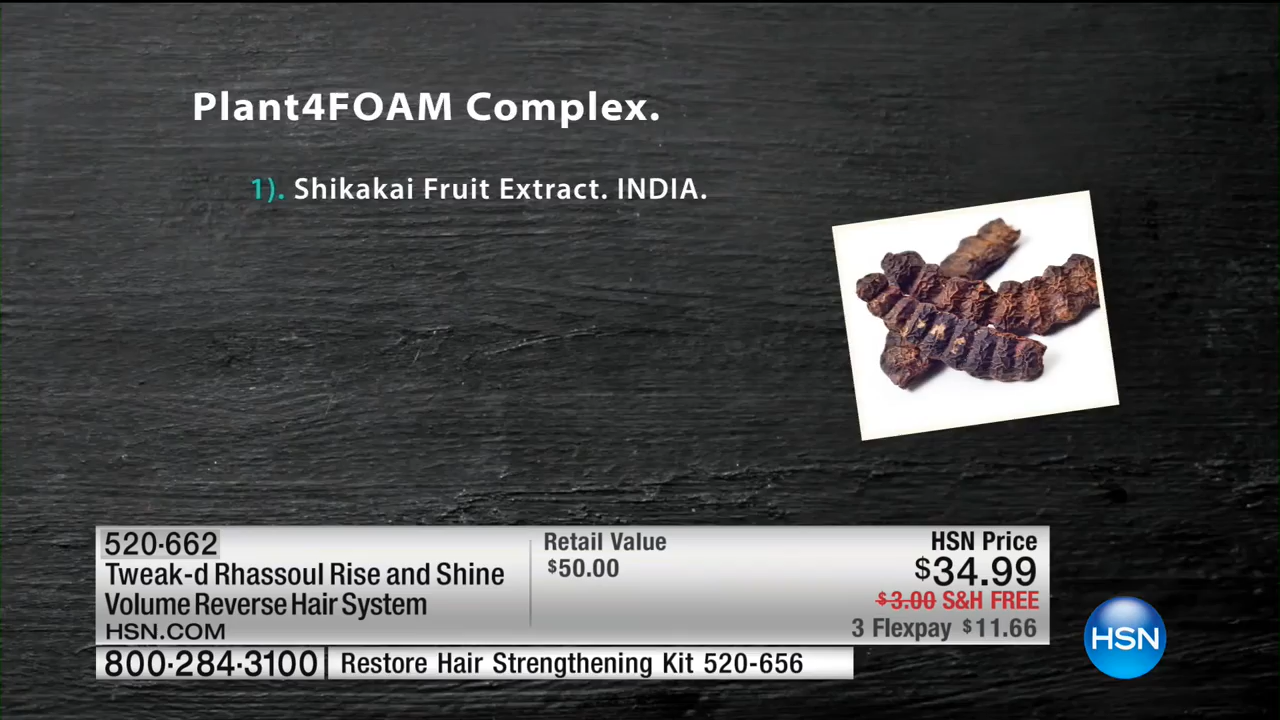 Plant4FOAM Complex.
1). Shikakai Fruit Extract. INDIA.
520-662
Tweak-d Rhassoul Rise and Shine
Volume Reverse Hair System
HSN.COM
Retail Value
$50.00
HSN Price
$34.99
$3.00 S&H FREE
3 Flexpay $11.66
800-284-3100
Restore Hair Strengthening Kit 520-656
HSN